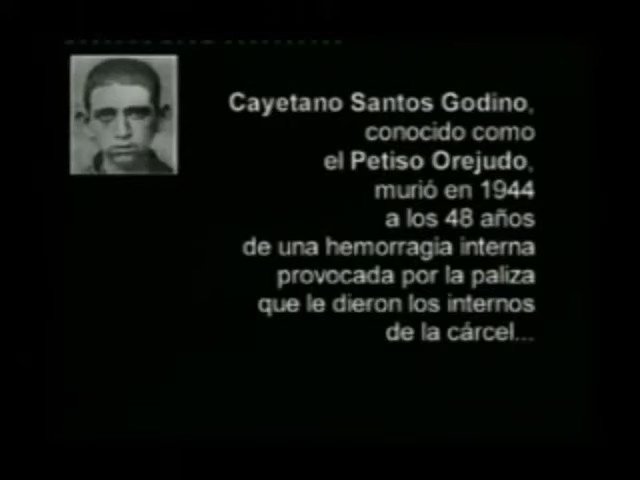 Cayetano Santos Godino,
conocido como
el Petiso Orejudo,
murió en 1944
a los 48 años
de una hemorragia interna
provocada por la paliza
que le dieron los internos
de la cárcel...